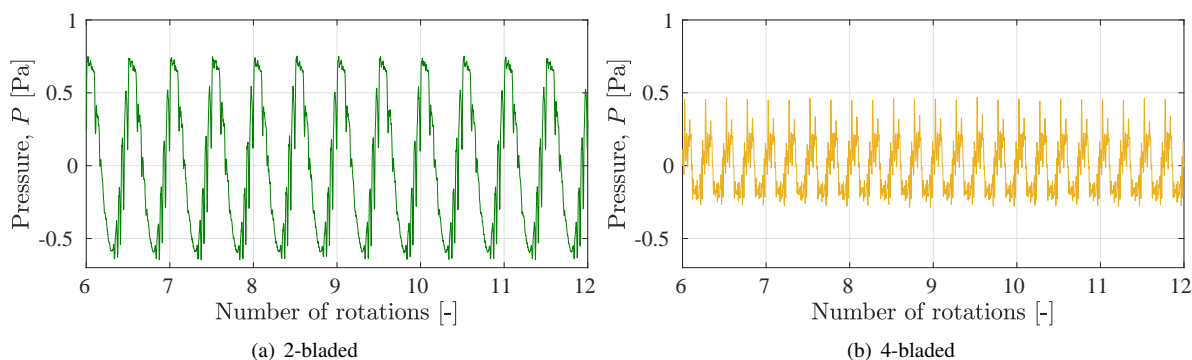 1
0.5
0
-0.5
Pressure, P [Pa]
6 7 8 9 10 11 12
Number of rotations [-]
(a) 2-bladed
1
0.5
0
-0.5
Pressure, P [Pa]
6 7 8 9 10 11 12
Number of rotations [-]
(b) 4-bladed